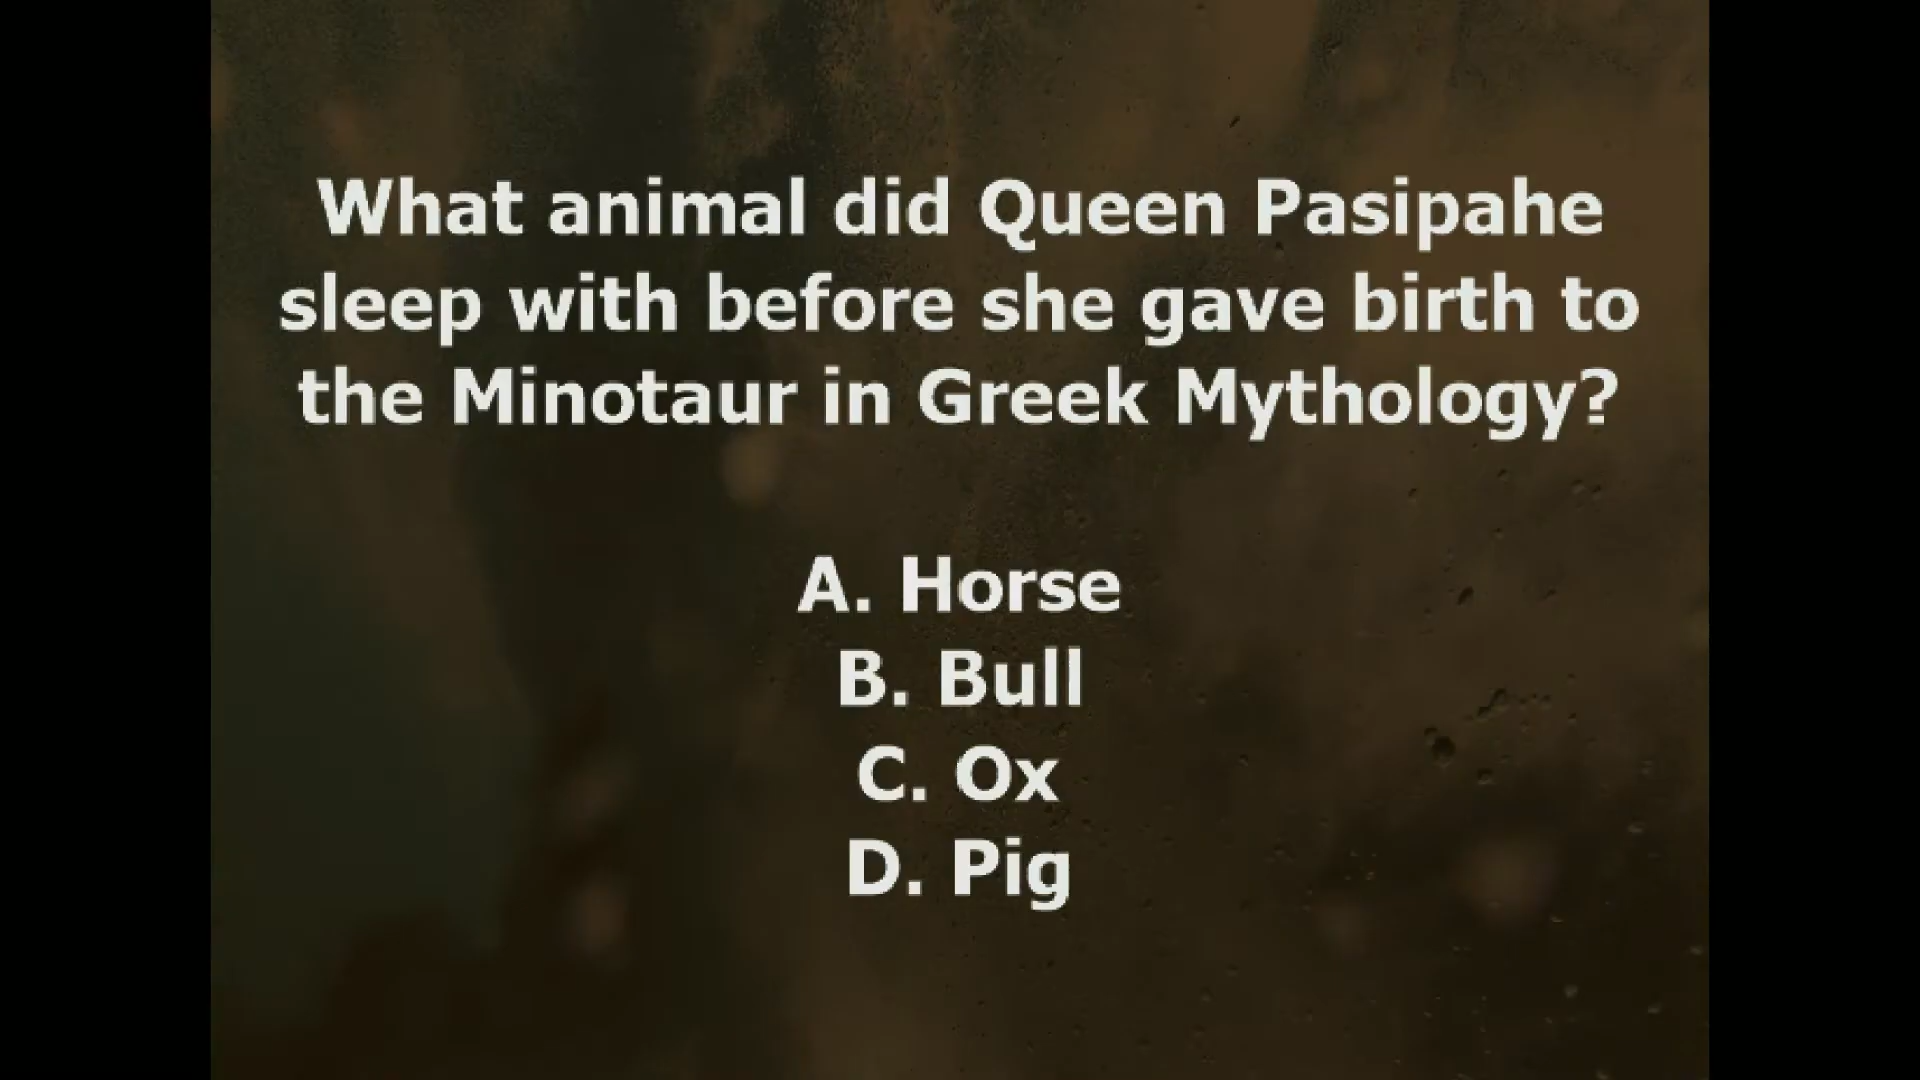 What animal did Queen Pasipahe
sleep with before she gave birth to
the Minotaur in Greek Mythology?
A. Horse
B. Bull
C. Ox
D. Pig